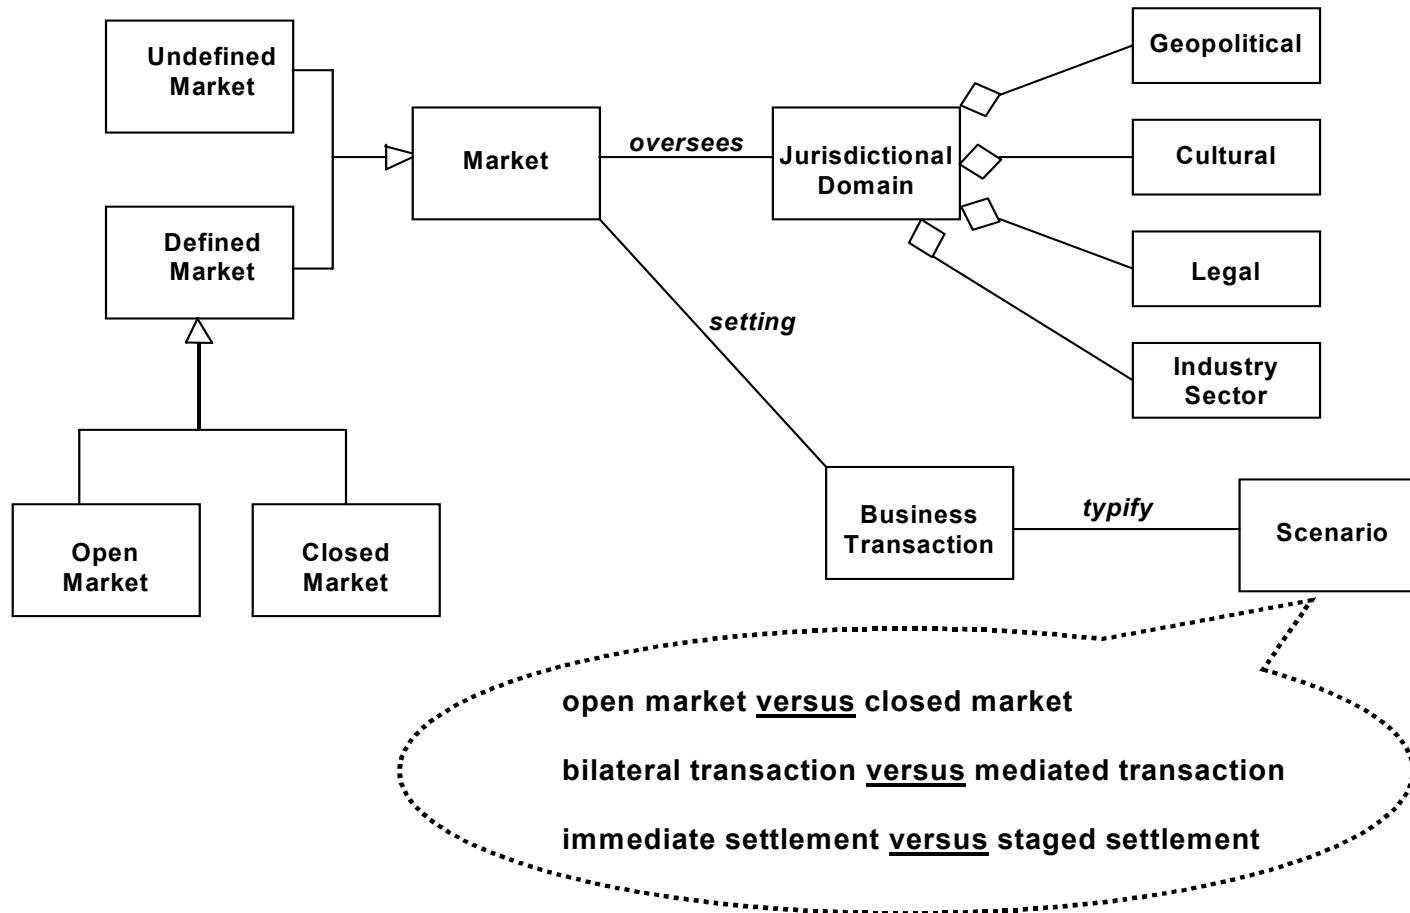 Undefined
Market
Defined
Market
Open
Market
Closed
Market
Market
oversees
Jurisdictional
Domain
Geopolitical
Cultural
Legal
Industry
Sector
setting
Business
Transaction
typify
Scenario
open market versus closed market
bilateral transaction versus mediated transaction
immediate settlement versus staged settlement